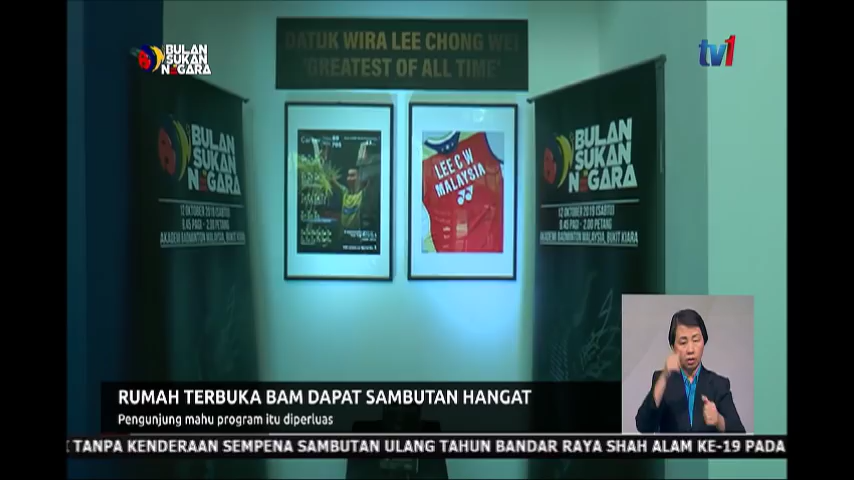 BULAN
SUKAN
NEGARA
tv1
DATUK WIRA LEE CHONG WEI
'GREATEST OF ALL TIME'
LEE C W
MALAYSIA
BULAN
SUKAN
NEGARA
12 OKTOBER 2019 (SABTU)
8.45 PAGI - 2.00 PETANG
AKADEMI BADMINTON MALAYSIA, BUKIT KIARA
BULAN
SUKAN
NEGARA
12 OKTOBER 2019 (SABTU)
8.45 PAGI - 2.00 PETANG
AKADEMI BADMINTON MALAYSIA, BUKIT KIARA
RUMAH TERBUKA BAM DAPAT SAMBUTAN HANGAT
Pengunjung mahu program itu diperluas
TANPA KENDERAAN SEMPENA SAMBUTAN ULANG TAHUN BANDAR RAYA SHAH ALAM KE-19 PADA